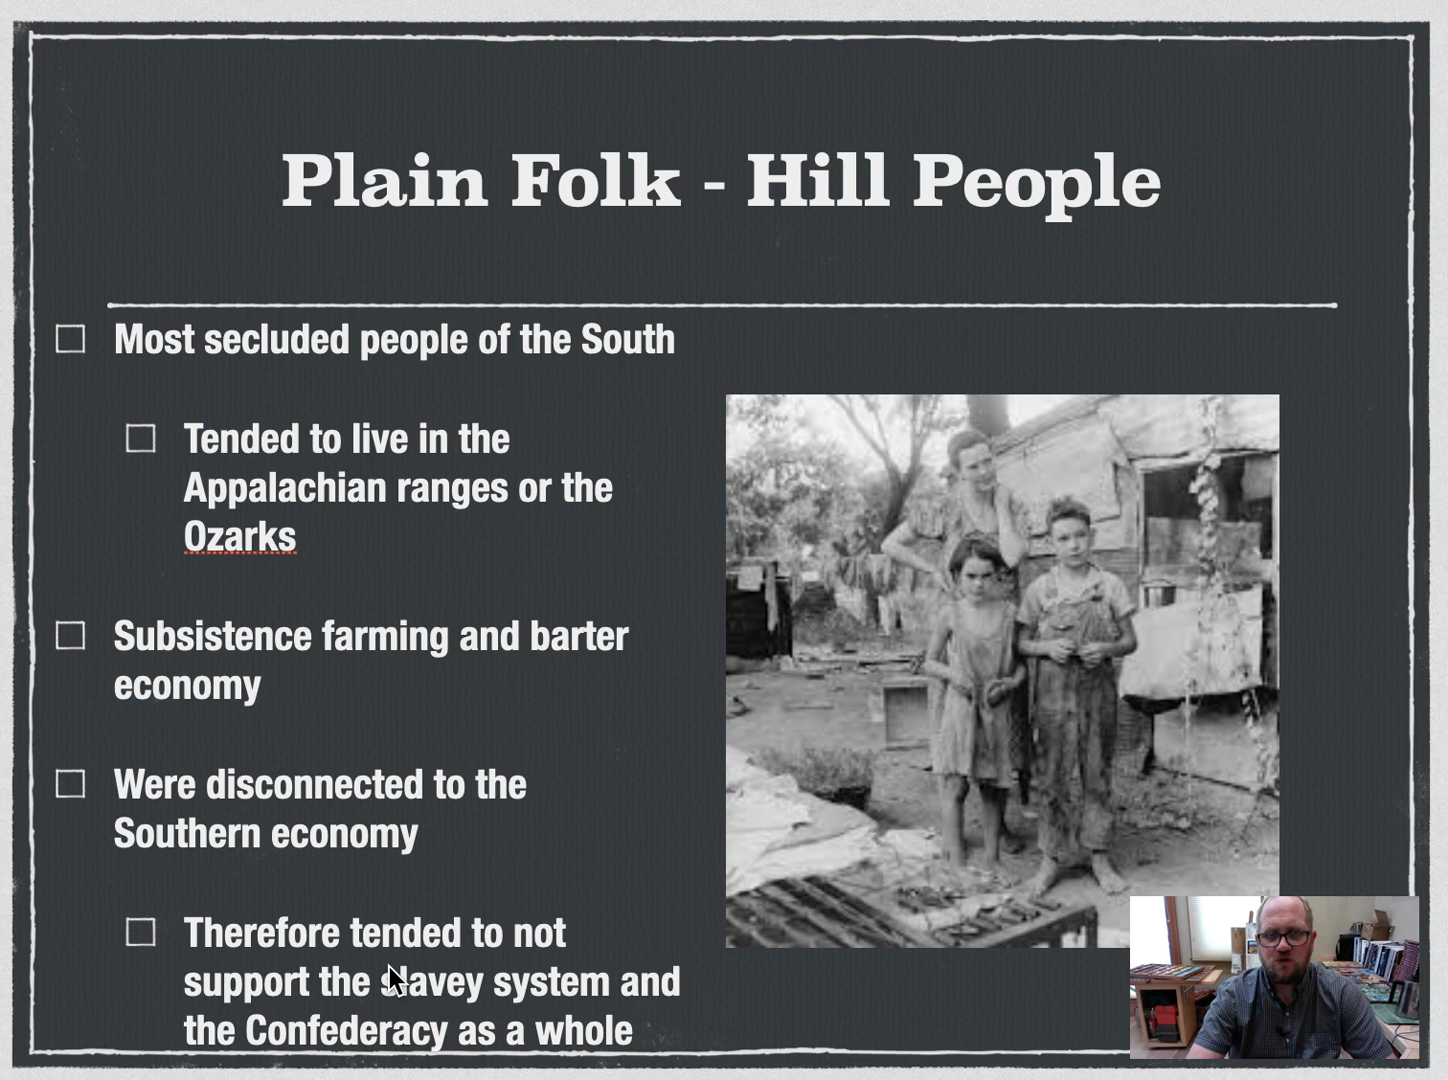 Plain Folk - Hill People
Most secluded people of the South
Tended to live in the
Appalachian ranges or the
Ozarks
Subsistence farming and barter
economy
Were disconnected to the
Southern economy
Therefore tended to not
support the slavey system and
the Confederacy as a whole